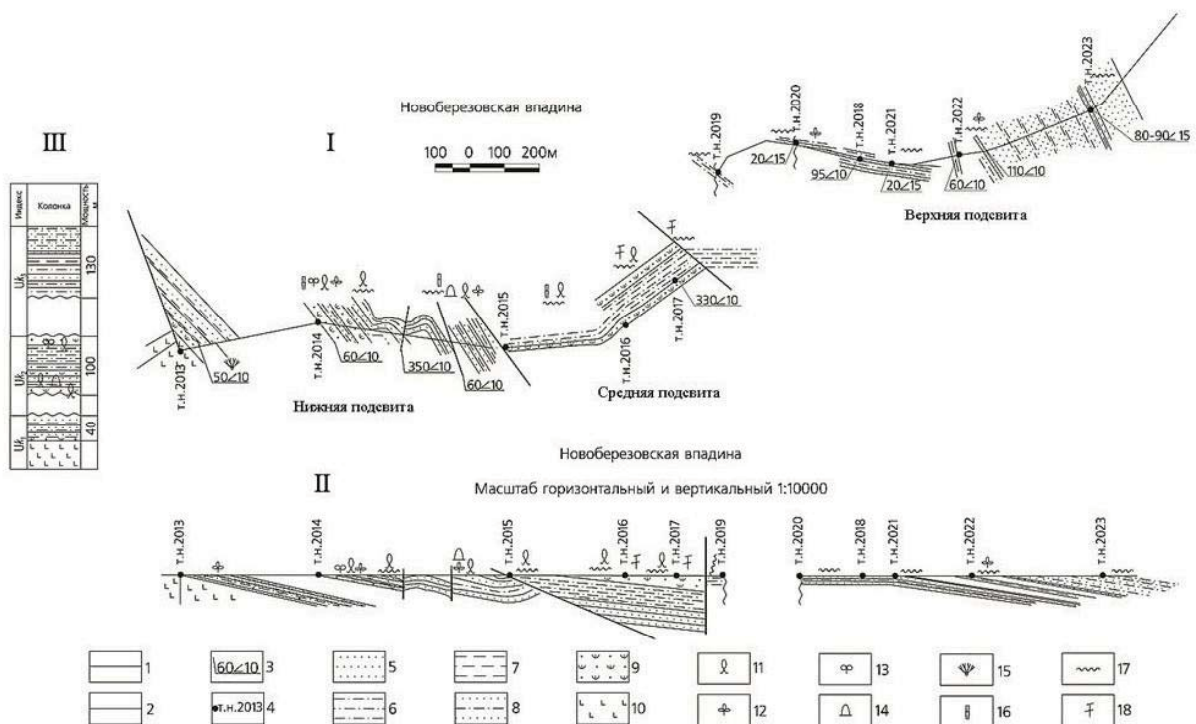 Новоберезовская впадина
III
I
100 0 100 200м
Индекс
Колонка
Мощность м
130
100
40
т.н.2019
т.н.2020
т.н.2018
т.н.2021
т.н.2022
т.н.2023
20∠15
95∠10
20∠15
60∠10
110∠10
80-90∠15
Верхняя подсвита
т.н.2013
т.н.2014
т.н.2015
т.н.2016
т.н.2017
50∠10
60∠10
350∠10
60∠10
330∠10
Нижняя подсвита
Средняя подсвита
Новоберезовская впадина
II
Масштаб горизонтальный и вертикальный 1:10000
т.н.2013
т.н.2014
т.н.2015
т.н.2016
т.н.2017
т.н.2019
т.н.2020
т.н.2018
т.н.2021
т.н.2022
т.н.2023
1
60∠10 3
5
7
9
11
13
15
17
2
т.н.2013 4
6
8
10
12
14
16
18